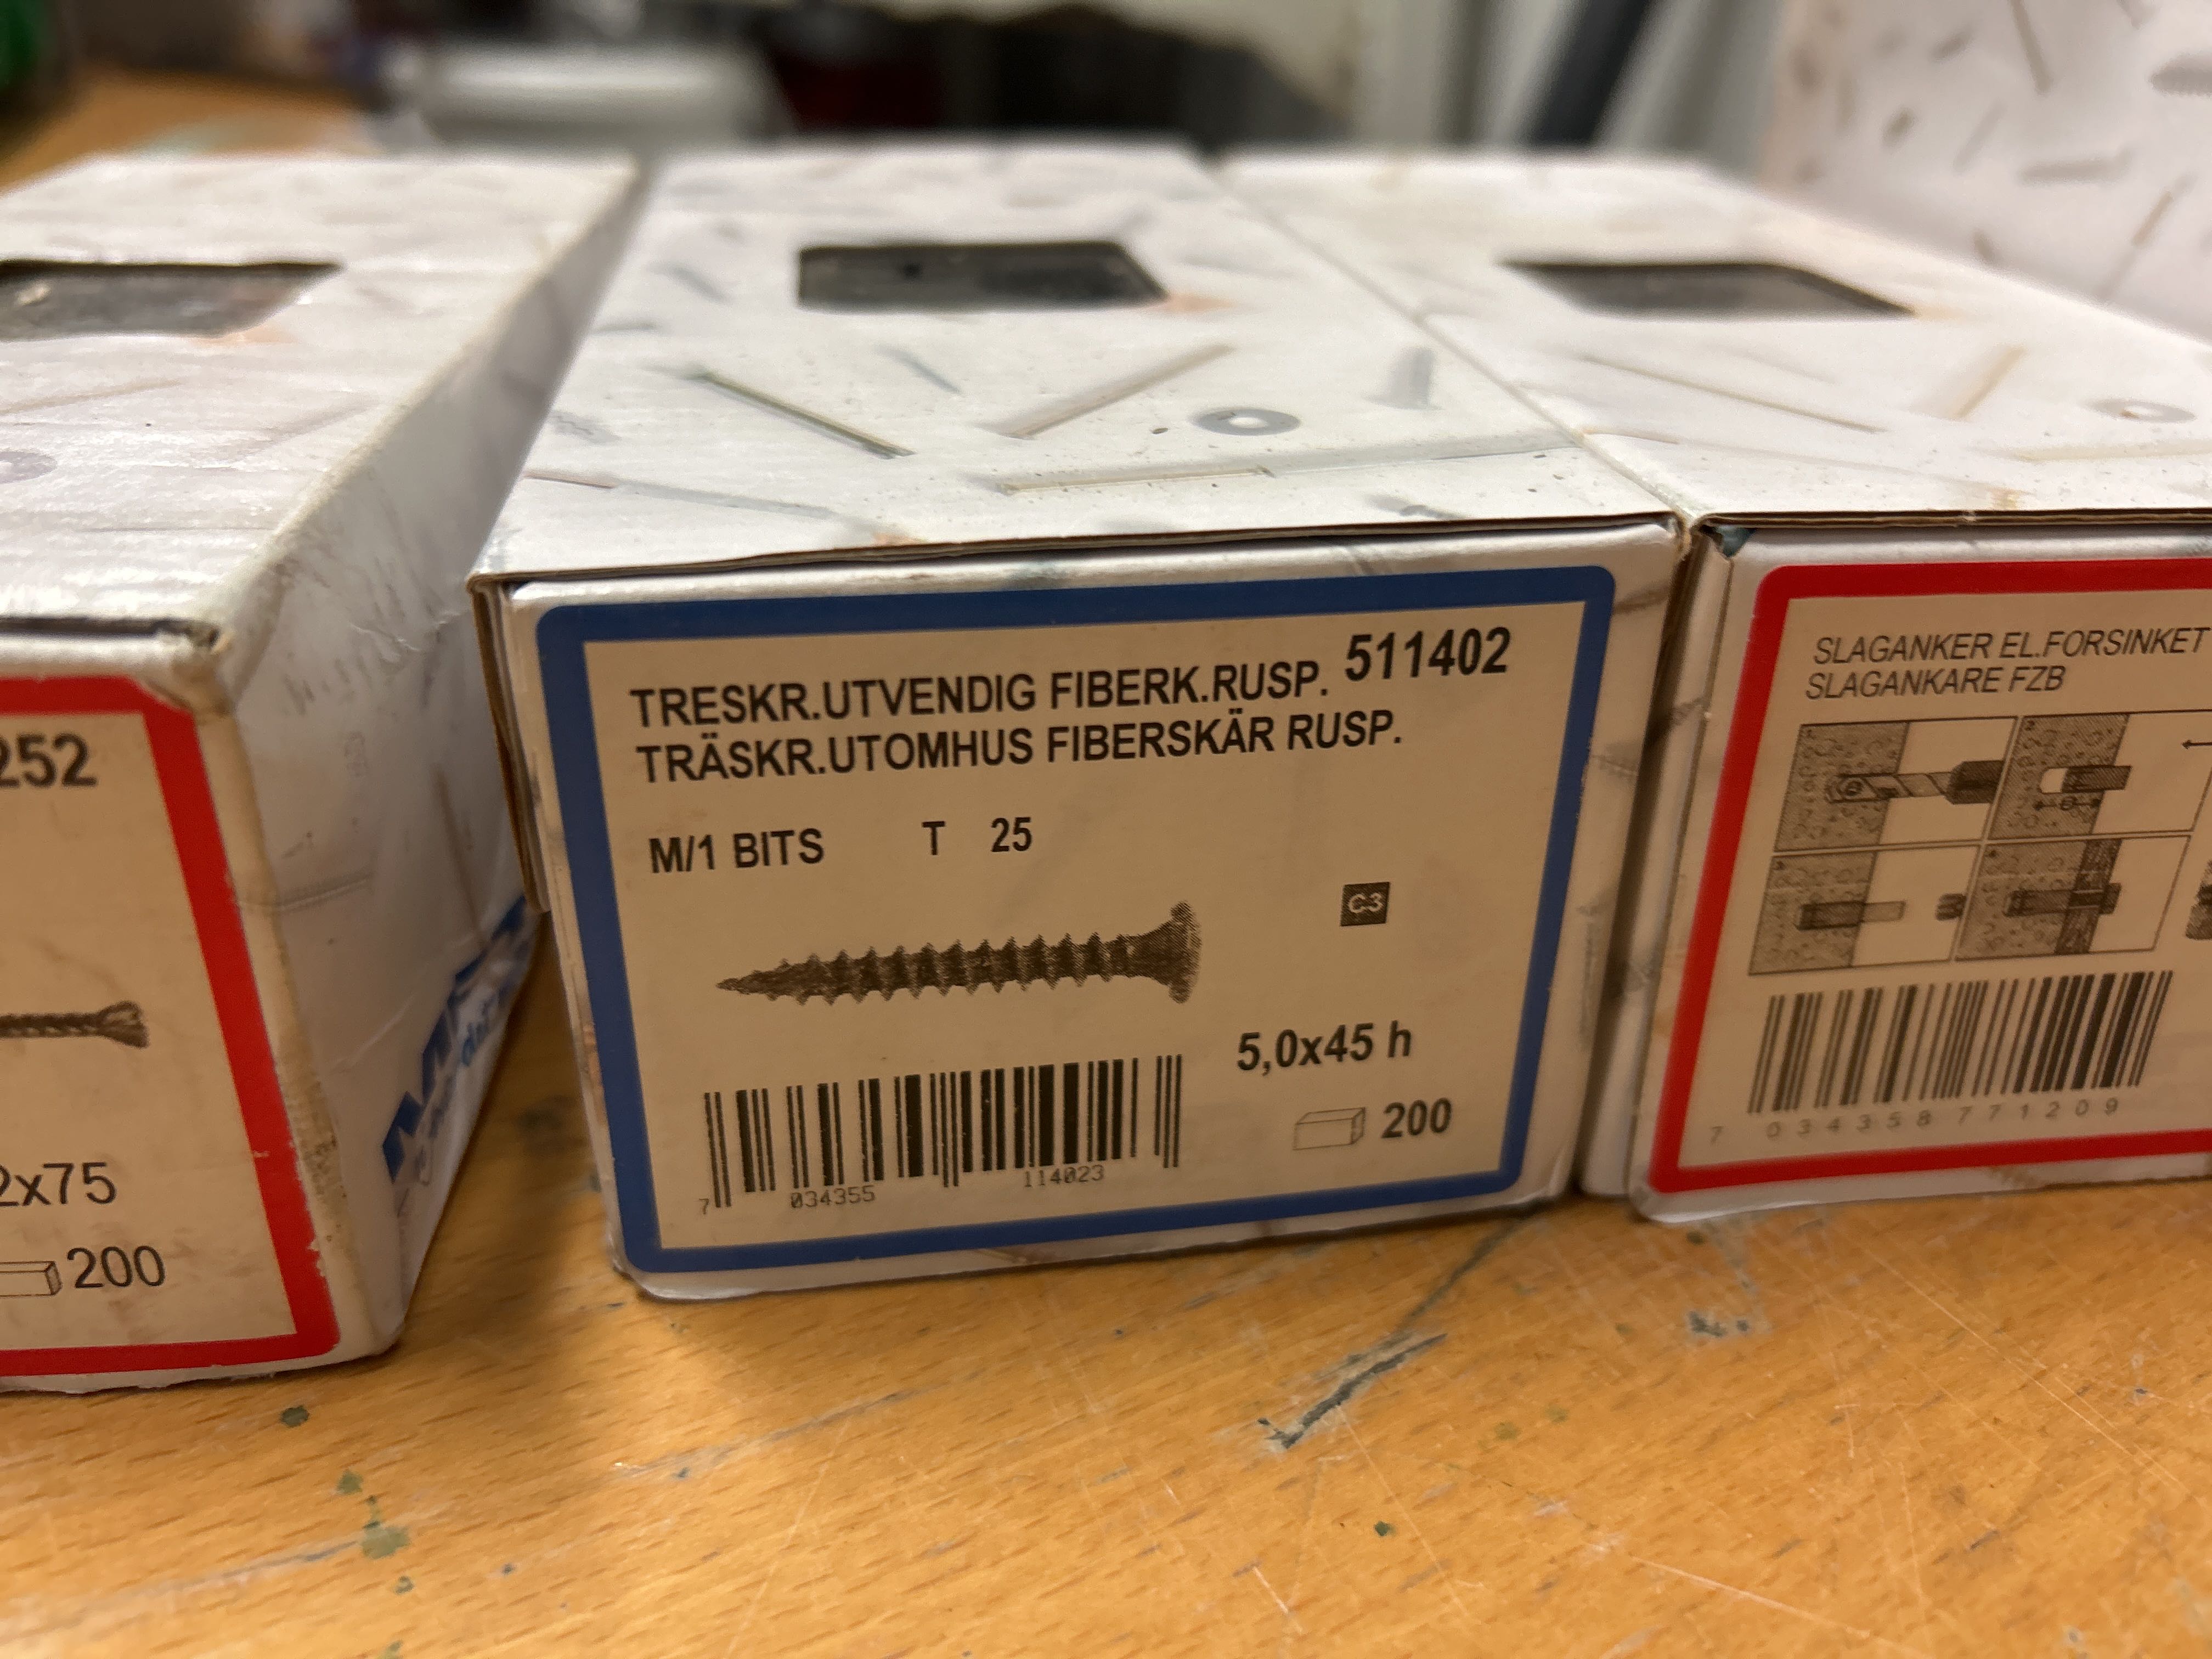 252
2x75
200
TRESKR.UTVENDIG FIBERK.RUSP. 511402
TRÄSKR.UTOMHUS FIBERSKÄR RUSP.
M/1 BITS T 25
C3
5,0x45 h
200
7 034355 114023
SLAGANKER EL.FORSINKET
SLAGANKARE FZB
7 034358 771209